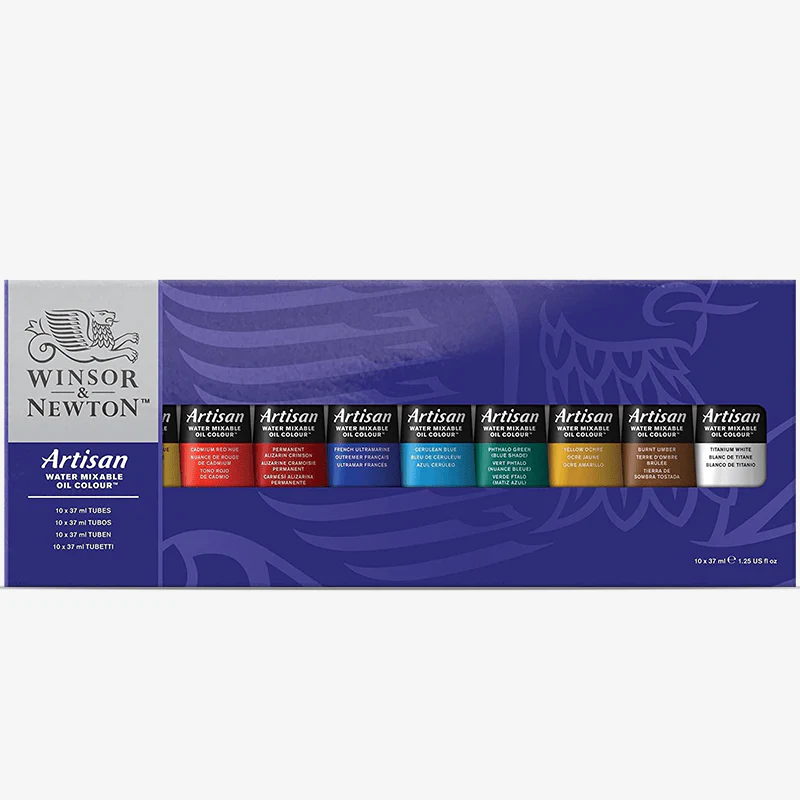 WINSOR
&
NEWTON™
Artisan
WATER MIXABLE
OIL COLOUR™
10 x 37 ml TUBES
10 x 37 ml TUBOS
10 x 37 ml TUBEN
10 x 37 ml TUBETTI
Artisan
WATER MIXABLE
OIL COLOUR™
CADMIUM RED HUE
NUANCE DE ROUGE
DE CADMIUM
TONO ROJO
DE CADMIO
Artisan
WATER MIXABLE
OIL COLOUR™
PERMANENT
ALIZARIN CRIMSON
ALIZARINE CRAMOISIE
PERMANENT
CARMESÍ ALIZARINA
PERMANENTE
Artisan
WATER MIXABLE
OIL COLOUR™
FRENCH ULTRAMARINE
OUTREMER FRANÇAIS
ULTRAMAR FRANCÉS
Artisan
WATER MIXABLE
OIL COLOUR™
CERULEAN BLUE
BLEU DE CÆRULEUM
AZUL CERÚLEO
Artisan
WATER MIXABLE
OIL COLOUR™
PHTHALO GREEN
(BLUE SHADE)
VERT PHTALO
(NUANCE BLEUE)
VERDE FTALO
(MATIZ AZUL)
Artisan
WATER MIXABLE
OIL COLOUR™
YELLOW OCHRE
OCRE JAUNE
OCRE AMARILLO
Artisan
WATER MIXABLE
OIL COLOUR™
BURNT UMBER
TERRE D'OMBRE
BRÛLÉE
TIERRA DE
SOMBRA TOSTADA
Artisan
WATER MIXABLE
OIL COLOUR™
TITANIUM WHITE
BLANC DE TITANE
BLANCO DE TITANIO
10 x 37 ml ℮ 1.25 US fl oz